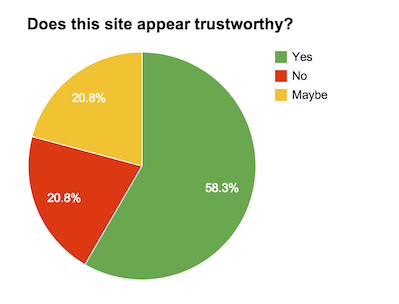 Does this site appear trustworthy?
Yes
No
Maybe
20.8%
58.3%
20.8%